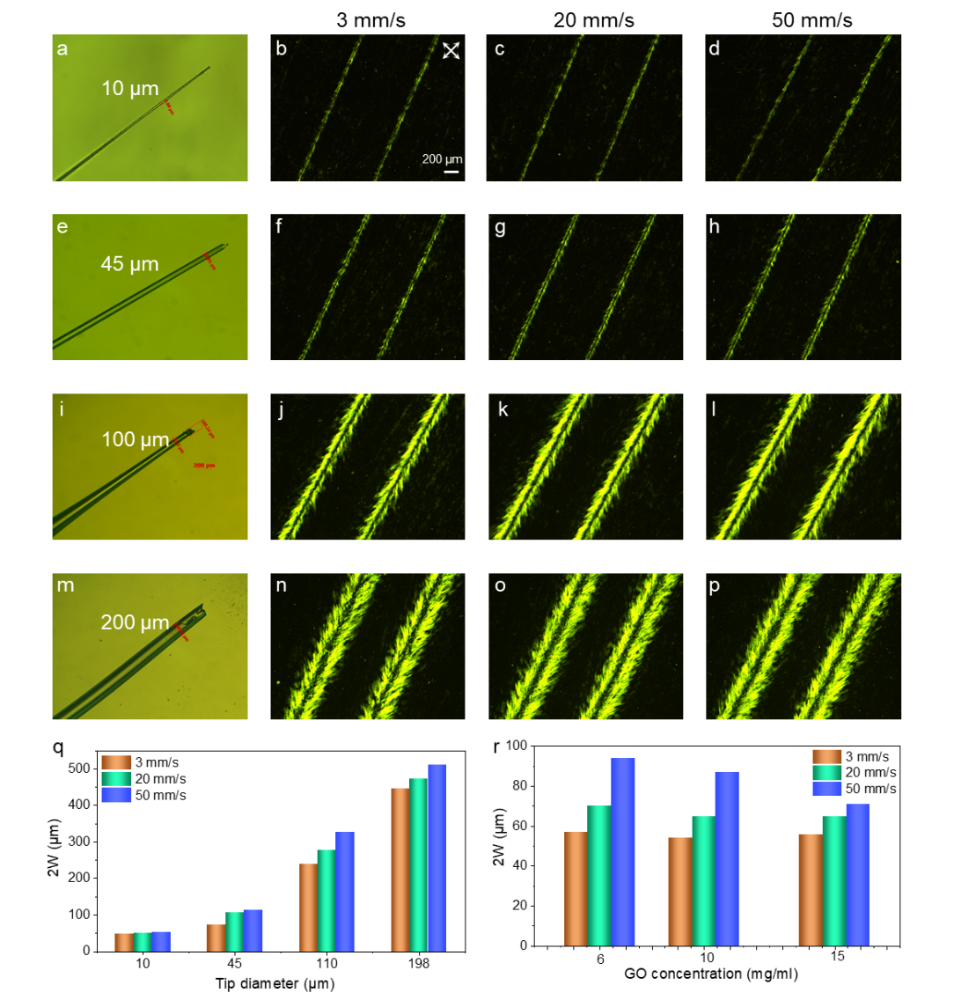 3 mm/s
20 mm/s
50 mm/s
a
10 µm
b
200 µm
c
d
e
45 µm
f
g
h
i
100 µm
200 µm
j
k
l
m
200 µm
n
o
p
q
3 mm/s
20 mm/s
50 mm/s
500
400
300
200
100
0
2W (µm)
10
45
110
198
Tip diameter (µm)
r
3 mm/s
20 mm/s
50 mm/s
100
80
60
40
20
0
2W (µm)
6
10
15
GO concentration (mg/ml)